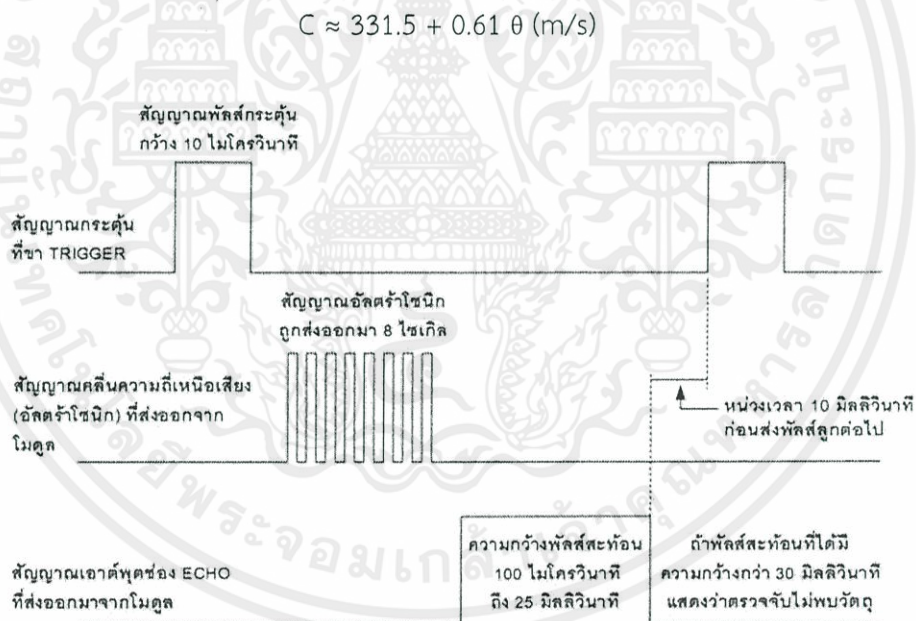 C ≈ 331.5 + 0.61 θ (m/s)
สัญญาณพัลส์กระตุ้น
กว้าง 10 ไมโครวินาที
สัญญาณกระตุ้น
ที่ขา TRIGGER
สัญญาณอัลตร้าโซนิก
ถูกส่งออกมา 8 ไซเกิล
สัญญาณคลื่นความถี่เหนือเสียง
(อัลตร้าโซนิก) ที่ส่งออกจาก
โมดูล
หน่วงเวลา 10 มิลลิวินาที
ก่อนส่งพัลส์ลูกต่อไป
สัญญาณเอาต์พุตช่อง ECHO
ที่ส่งออกมาจากโมดูล
ความกว้างพัลส์สะท้อน
100 ไมโครวินาที
ถึง 25 มิลลิวินาที
ถ้าพัลส์สะท้อนที่ได้มี
ความกว้างกว่า 30 มิลลิวินาที
แสดงว่าตรวจจับไม่พบวัตถุ